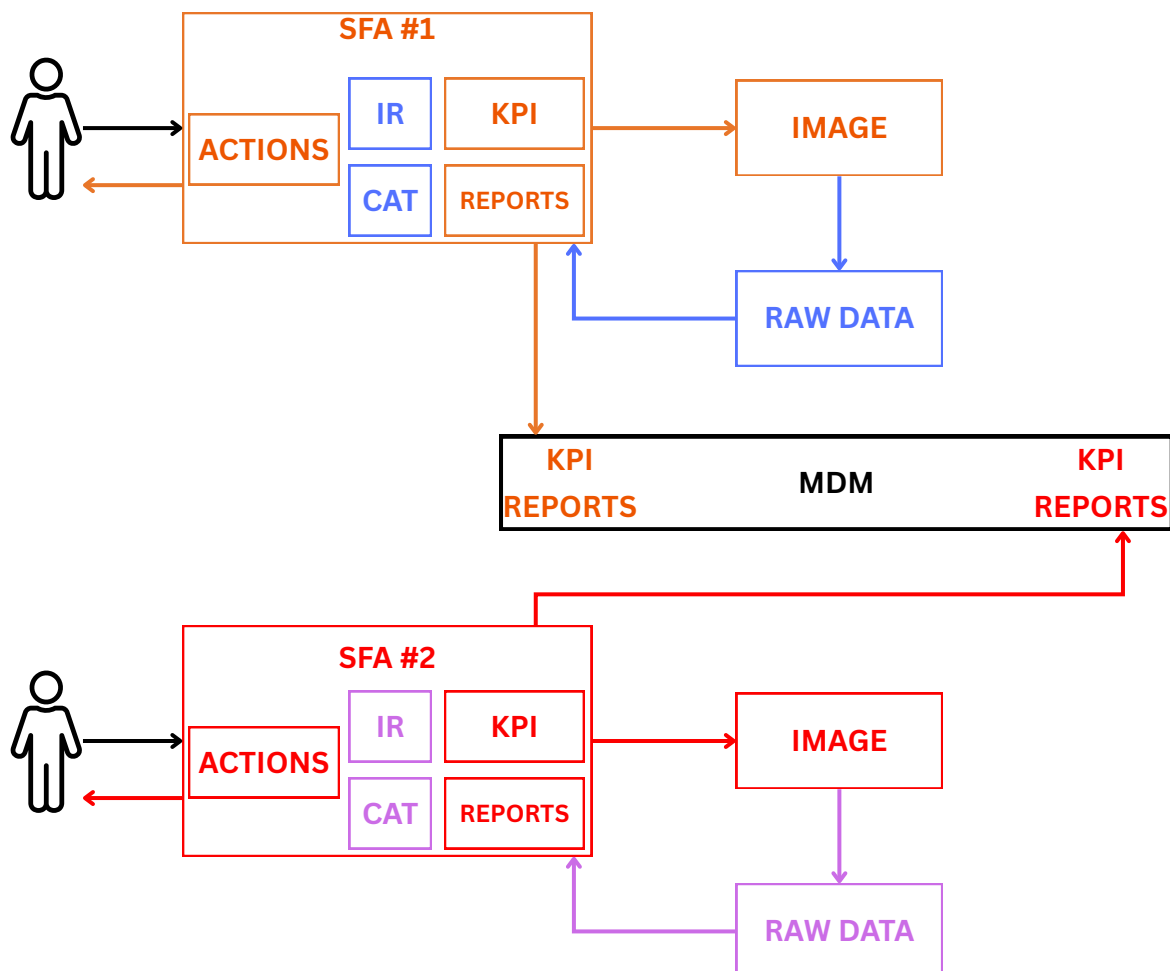 SFA #1
IR
KPI
IMAGE
ACTIONS
CAT
REPORTS
RAW DATA
KPI
REPORTS
MDM
KPI
REPORTS
SFA #2
IR
KPI
IMAGE
ACTIONS
CAT
REPORTS
RAW DATA